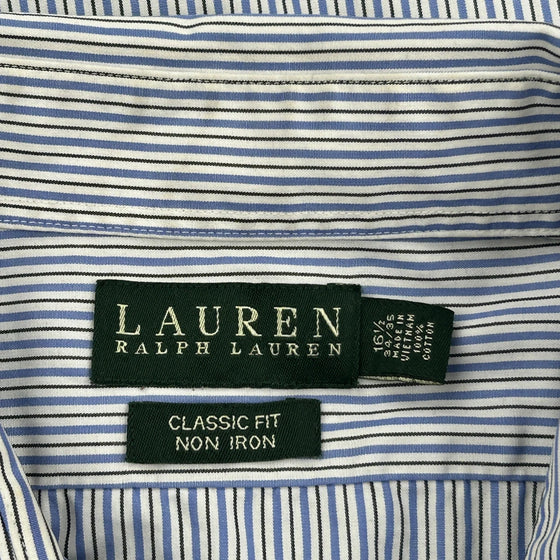 LAUREN
RALPH LAUREN
16½
34/35
MADE IN
VIETNAM
100%
COTTON
CLASSIC FIT
NON IRON